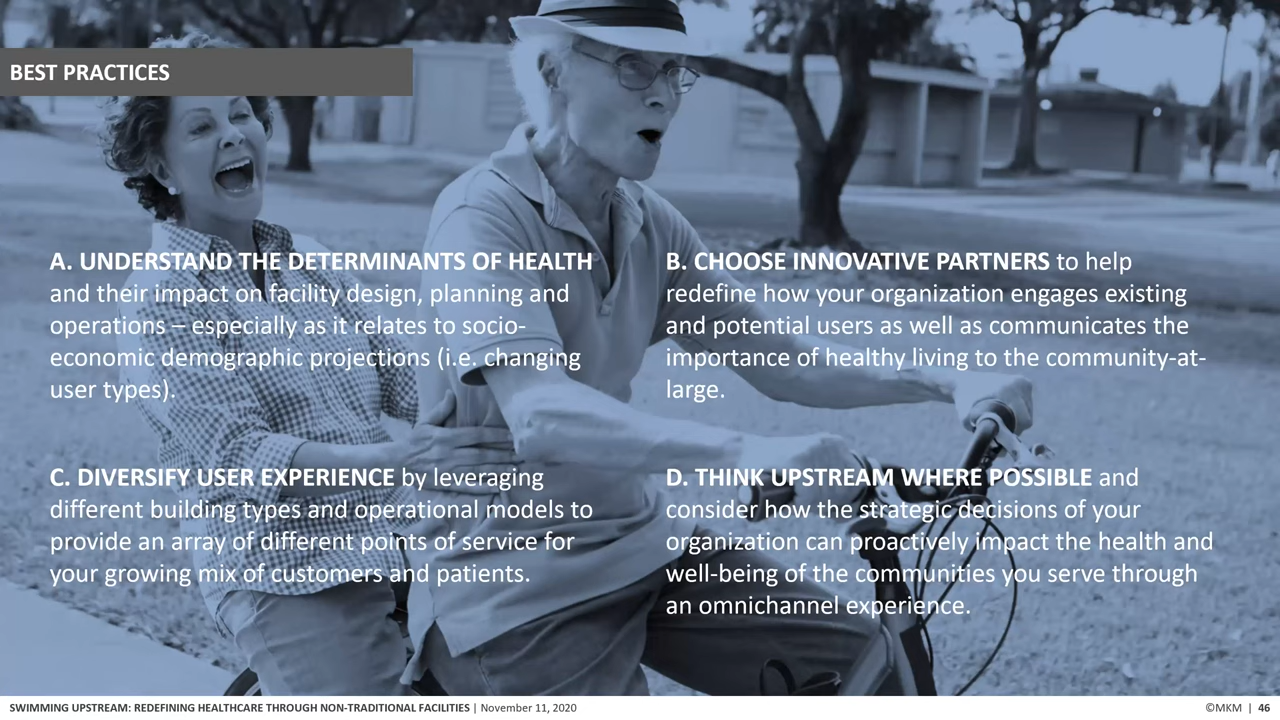 BEST PRACTICES
A. UNDERSTAND THE DETERMINANTS OF HEALTH
and their impact on facility design, planning and
operations – especially as it relates to socio-
economic demographic projections (i.e. changing
user types).
B. CHOOSE INNOVATIVE PARTNERS to help
redefine how your organization engages existing
and potential users as well as communicates the
importance of healthy living to the community-at-
large.
C. DIVERSIFY USER EXPERIENCE by leveraging
different building types and operational models to
provide an array of different points of service for
your growing mix of customers and patients.
D. THINK UPSTREAM WHERE POSSIBLE and
consider how the strategic decisions of your
organization can proactively impact the health and
well-being of the communities you serve through
an omnichannel experience.
SWIMMING UPSTREAM: REDEFINING HEALTHCARE THROUGH NON-TRADITIONAL FACILITIES | November 11, 2020
©MKM | 46